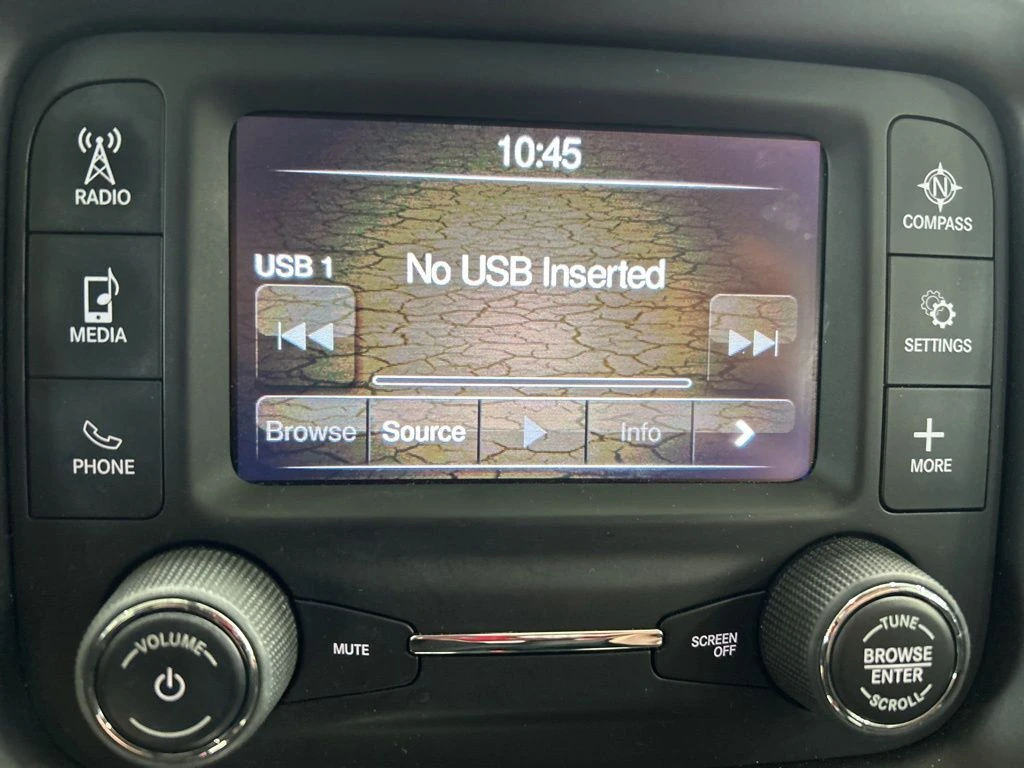 RADIO
MEDIA
PHONE
10:45
USB 1
No USB Inserted
Browse
Source
Info
N
COMPASS
SETTINGS
MORE
VOLUME
MUTE
SCREEN
OFF
TUNE
BROWSE
ENTER
SCROLL